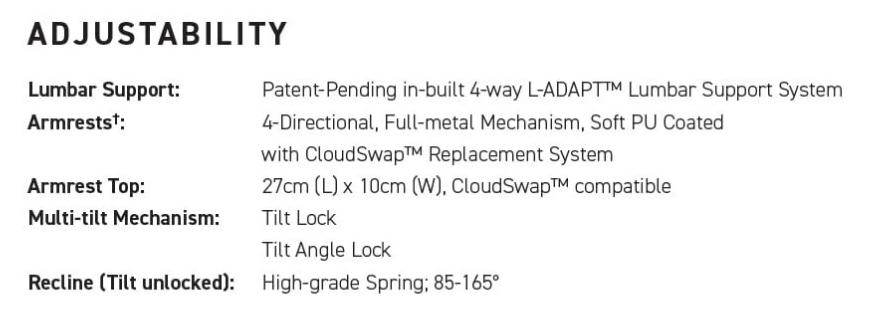 ADJUSTABILITY
Lumbar Support: Patent-Pending in-built 4-way L-ADAPT™ Lumbar Support System
Armrests†: 4-Directional, Full-metal Mechanism, Soft PU Coated
with CloudSwap™ Replacement System
Armrest Top: 27cm (L) x 10cm (W), CloudSwap™ compatible
Multi-tilt Mechanism: Tilt Lock
Tilt Angle Lock
Recline (Tilt unlocked): High-grade Spring; 85-165°